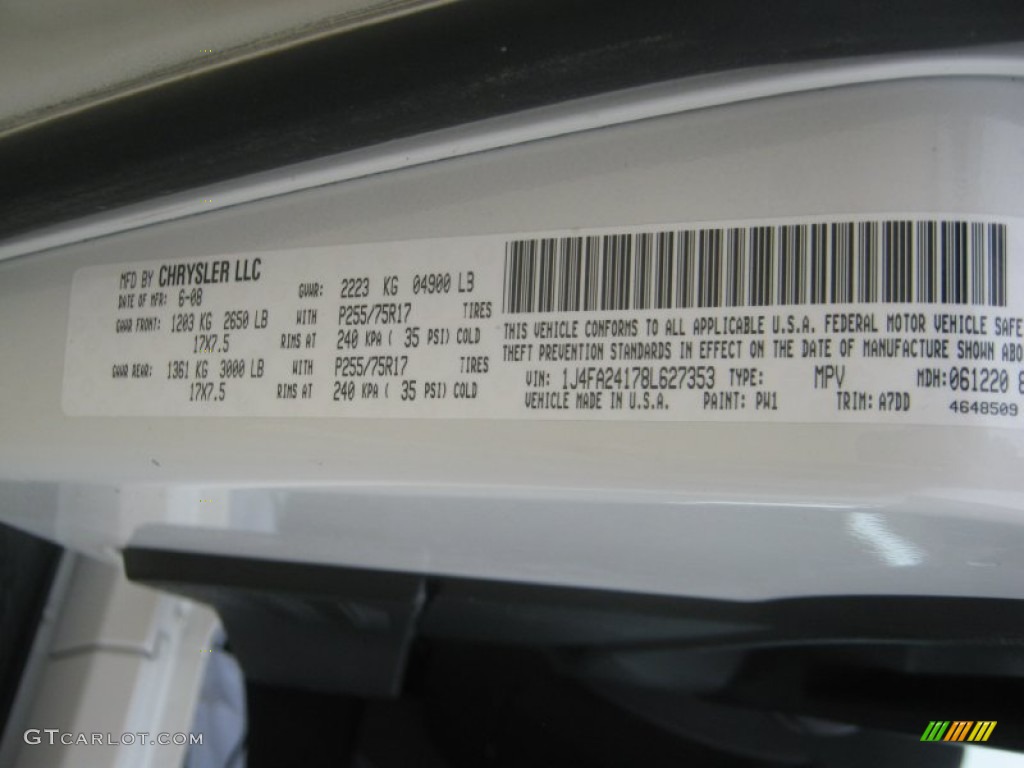 MFD BY CHRYSLER LLC
DATE OF MFR: 6-08 GVWR: 2223 KG 04900 LB
GAWR FRONT: 1203 KG 2650 LB WITH P255/75R17 TIRES
17X7.5 RIMS AT 240 KPA ( 35 PSI) COLD
GAWR REAR: 1361 KG 3000 LB WITH P255/75R17 TIRES
17X7.5 RIMS AT 240 KPA ( 35 PSI) COLD
THIS VEHICLE CONFORMS TO ALL APPLICABLE U.S.A. FEDERAL MOTOR VEHICLE SAFE
THEFT PREVENTION STANDARDS IN EFFECT ON THE DATE OF MANUFACTURE SHOWN ABO
VIN: 1J4FA24178L627353 TYPE: MPV MDH: 061220 8
VEHICLE MADE IN U.S.A. PAINT: PW1 TRIM: A7DD 4648509
GTCARLOT.COM